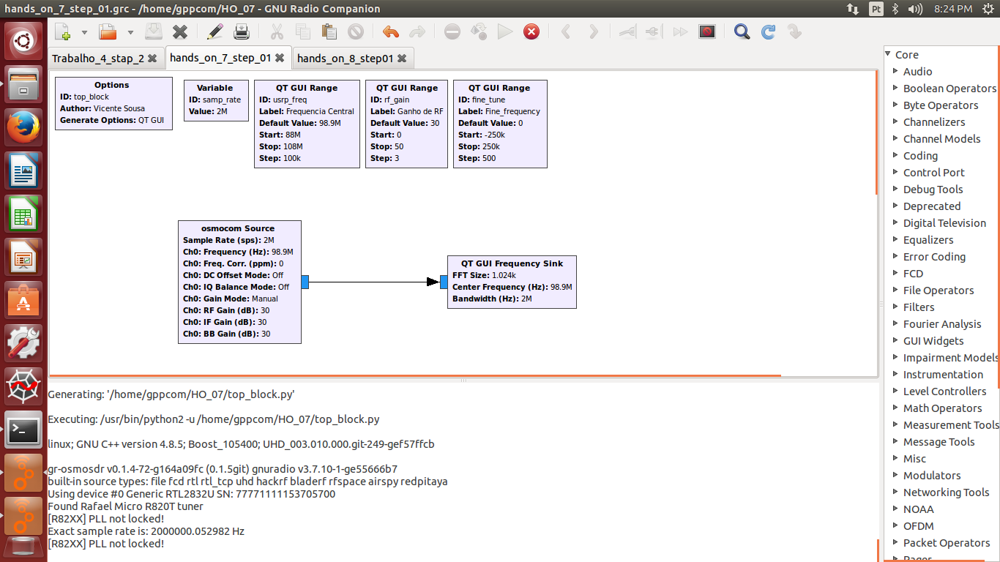 hands_on_7_step_01.grc - /home/gppcom/HO_07 - GNU Radio Companion
Pt
8:24 PM
Trabalho_4_stap_2
hands_on_7_step_01
hands_on_8_step01
Options
ID: top_block
Author: Vicente Sousa
Generate Options: QT GUI
Variable
ID: samp_rate
Value: 2M
QT GUI Range
ID: usrp_freq
Label: Frequencia Central
Default Value: 98.9M
Start: 88M
Stop: 108M
Step: 100k
QT GUI Range
ID: rf_gain
Label: Ganho de RF
Default Value: 30
Start: 0
Stop: 50
Step: 3
QT GUI Range
ID: fine_tune
Label: Fine_frequency
Default Value: 0
Start: -250k
Stop: 250k
Step: 500
osmocom Source
Sample Rate (sps): 2M
Ch0: Frequency (Hz): 98.9M
Ch0: Freq. Corr. (ppm): 0
Ch0: DC Offset Mode: Off
Ch0: IQ Balance Mode: Off
Ch0: Gain Mode: Manual
Ch0: RF Gain (dB): 30
Ch0: IF Gain (dB): 30
Ch0: BB Gain (dB): 30
QT GUI Frequency Sink
FFT Size: 1.024k
Center Frequency (Hz): 98.9M
Bandwidth (Hz): 2M
Generating: '/home/gppcom/HO_07/top_block.py'
Executing: /usr/bin/python2 -u /home/gppcom/HO_07/top_block.py
linux; GNU C++ version 4.8.5; Boost_105400; UHD_003.010.000.git-249-gef57ffcb
gr-osmosdr v0.1.4-72-g164a09fc (0.1.5git) gnuradio v3.7.10-1-ge55666b7
built-in source types: file fcd rtl rtl_tcp uhd hackrf bladerf rfspace airspy redpitaya
Using device #0 Generic RTL2832U SN: 77771111153705700
Found Rafael Micro R820T tuner
[R82XX] PLL not locked!
Exact sample rate is: 2000000.052982 Hz
[R82XX] PLL not locked!
Core
Audio
Boolean Operators
Byte Operators
Channelizers
Channel Models
Coding
Control Port
Debug Tools
Deprecated
Digital Television
Equalizers
Error Coding
FCD
File Operators
Filters
Fourier Analysis
GUI Widgets
Impairment Models
Instrumentation
Level Controllers
Math Operators
Measurement Tools
Message Tools
Misc
Modulators
Networking Tools
NOAA
OFDM
Packet Operators